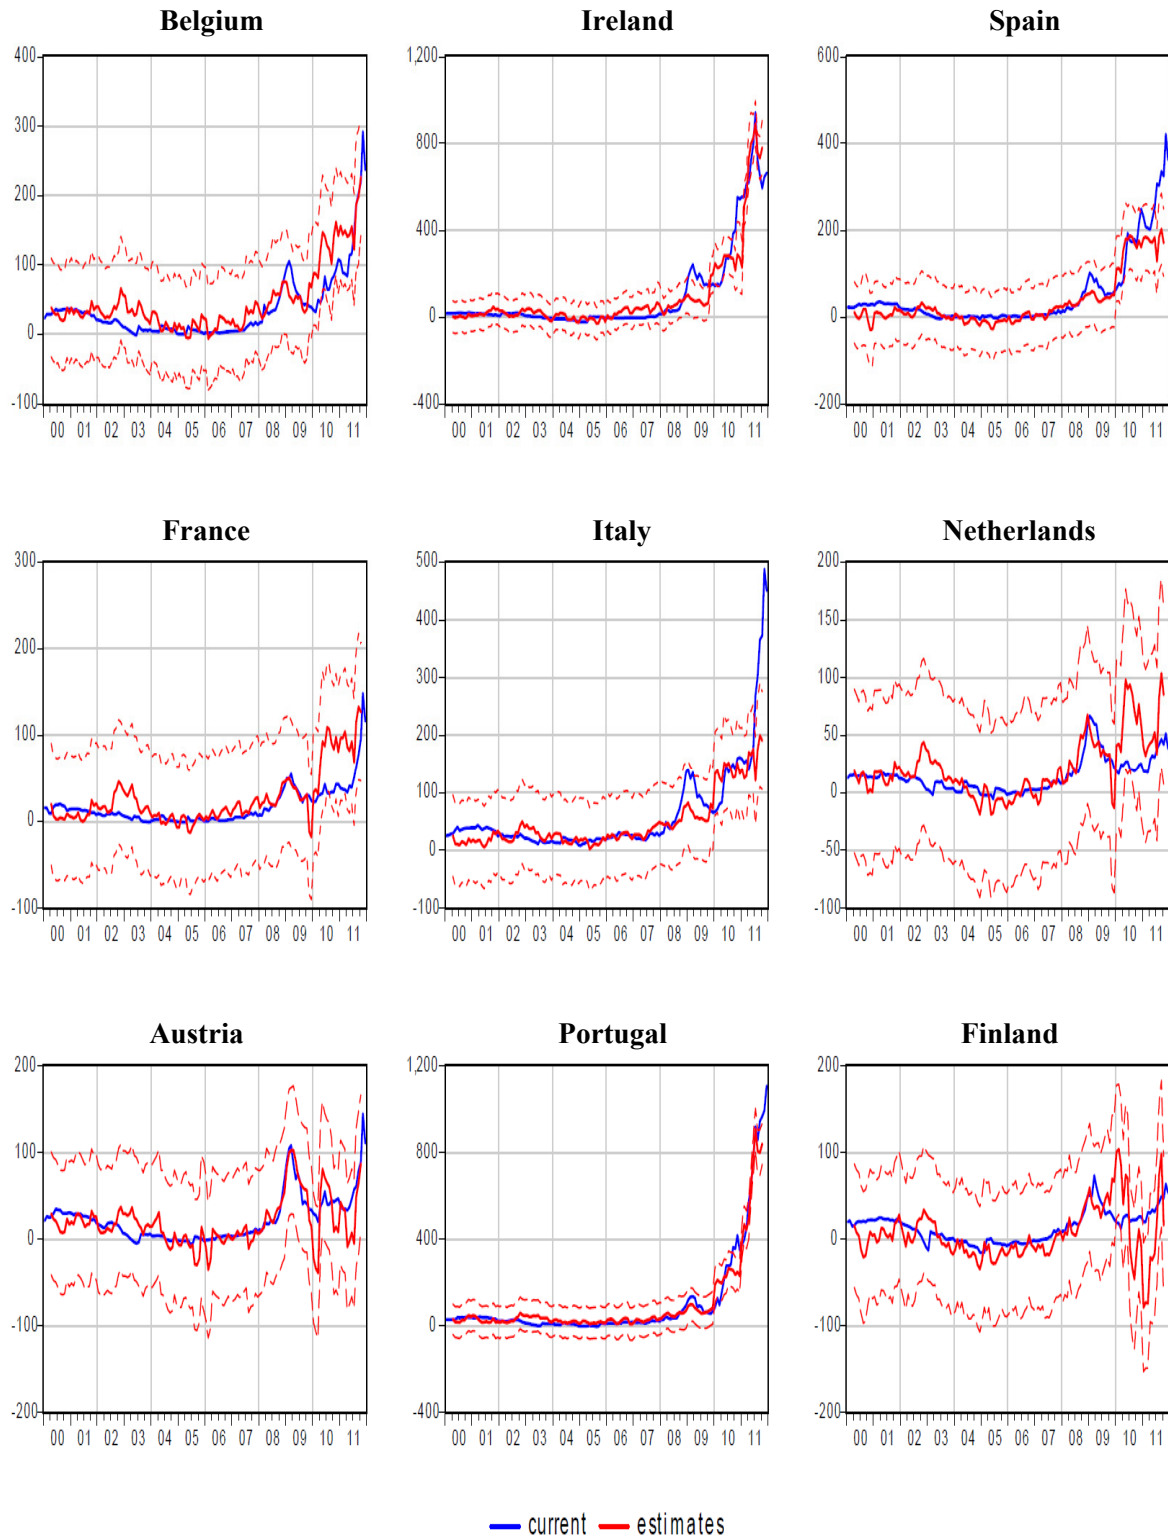 Belgium Ireland Spain
400 1,200 600
300
800 400
200
400 200
100
0 0 0
-100 -400 -200
00 01 02 03 04 05 06 07 08 09 10 11 00 01 02 03 04 05 06 07 08 09 10 11 00 01 02 03 04 05 06 07 08 09 10 11
France Italy Netherlands
300 500 200
400 150
200
300 100
100 200 50
100 0
0
0 -50
-100 -100 -100
00 01 02 03 04 05 06 07 08 09 10 11 00 01 02 03 04 05 06 07 08 09 10 11 00 01 02 03 04 05 06 07 08 09 10 11
Austria Portugal Finland
200 1,200 200
100 800 100
0 400 0
-100 0 -100
-200 -400 -200
00 01 02 03 04 05 06 07 08 09 10 11 00 01 02 03 04 05 06 07 08 09 10 11 00 01 02 03 04 05 06 07 08 09 10 11
current estimates